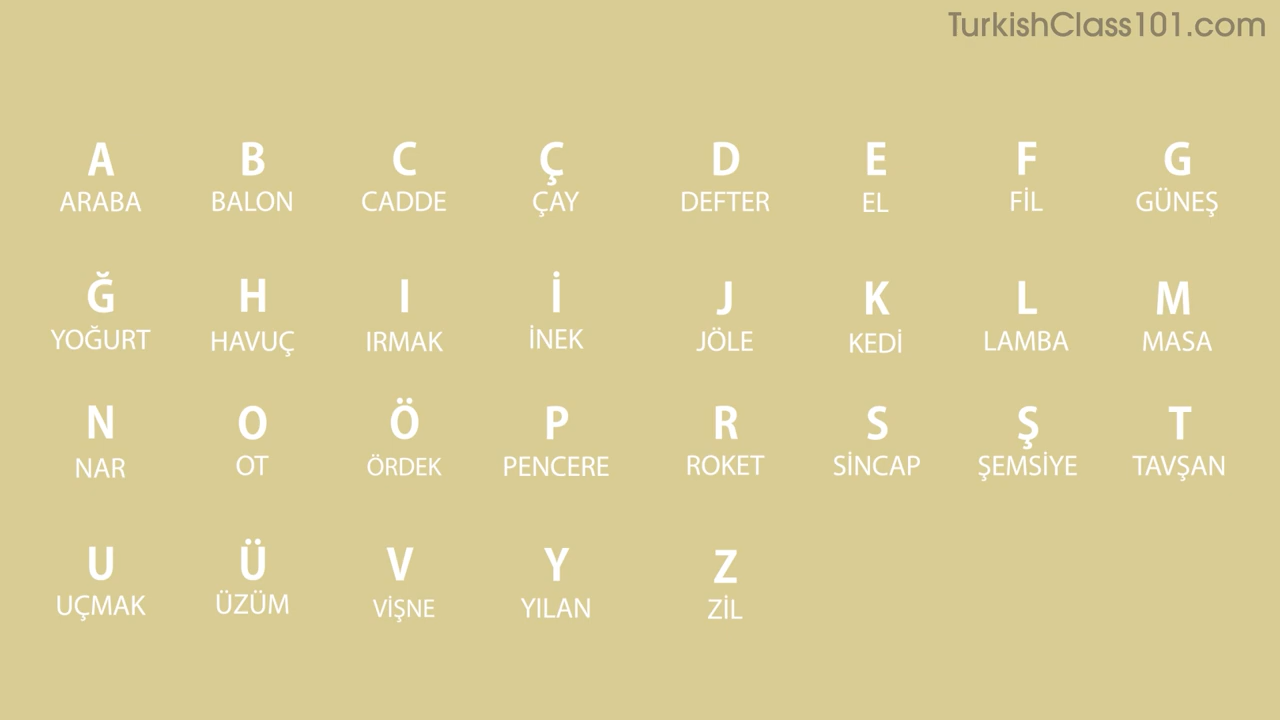 TurkishClass101.com
A B C Ç D E F G
ARABA BALON CADDE ÇAY DEFTER EL FİL GÜNEŞ
Ğ H I İ J K L M
YOĞURT HAVUÇ IRMAK İNEK JÖLE KEDİ LAMBA MASA
N O Ö P R S Ş T
NAR OT ÖRDEK PENCERE ROKET SİNCAP ŞEMSİYE TAVŞAN
U Ü V Y Z
UÇMAK ÜZÜM VİŞNE YILAN ZİL